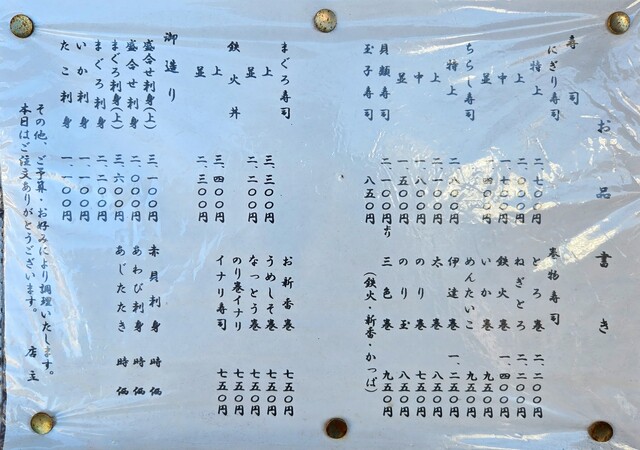 お品書き
寿司
にぎり寿司
特上 二、七〇〇円
上 二、〇五〇円
中 一、七〇〇円
並 一、四〇〇円
ちらし寿司
特上 二、八〇〇円
上 二、一〇〇円
中
並 一、五〇〇円
貝類寿司 二、一〇〇円より
玉子寿司 八五〇円
まぐろ寿司
上 三、三〇〇円
並 二、二〇〇円
鉄火丼
上 三、四〇〇円
並 二、三〇〇円
巻物寿司
とろ巻 二、二〇〇円
ねぎとろ 二、二〇〇円
鉄火巻 一、四〇〇円
いか巻 九五〇円
めんたいこ 九五〇円
伊達巻 一、二五〇円
太巻 八五〇円
のり巻 八五〇円
のり玉 九五〇円
三色巻 九五〇円
(鉄火・新香・かっぱ)
お新香巻 七五〇円
うめしそ巻 七五〇円
なっとう巻 七五〇円
のり巻イナリ 七五〇円
イナリ寿司 七五〇円
御造り
盛合せ刺身(上) 三、一〇〇円
盛合せ刺身 二、一〇〇円
まぐろ刺身(上) 三、六〇〇円
まぐろ刺身 二、二〇〇円
いか刺身 一、一〇〇円
たこ刺身 一、一〇〇円
赤貝刺身 時価
あわび刺身 時価
あじたたき 時価
その他、ご予算、お好みにより調理いたします。
本日はご注文ありがとうございます。 店主